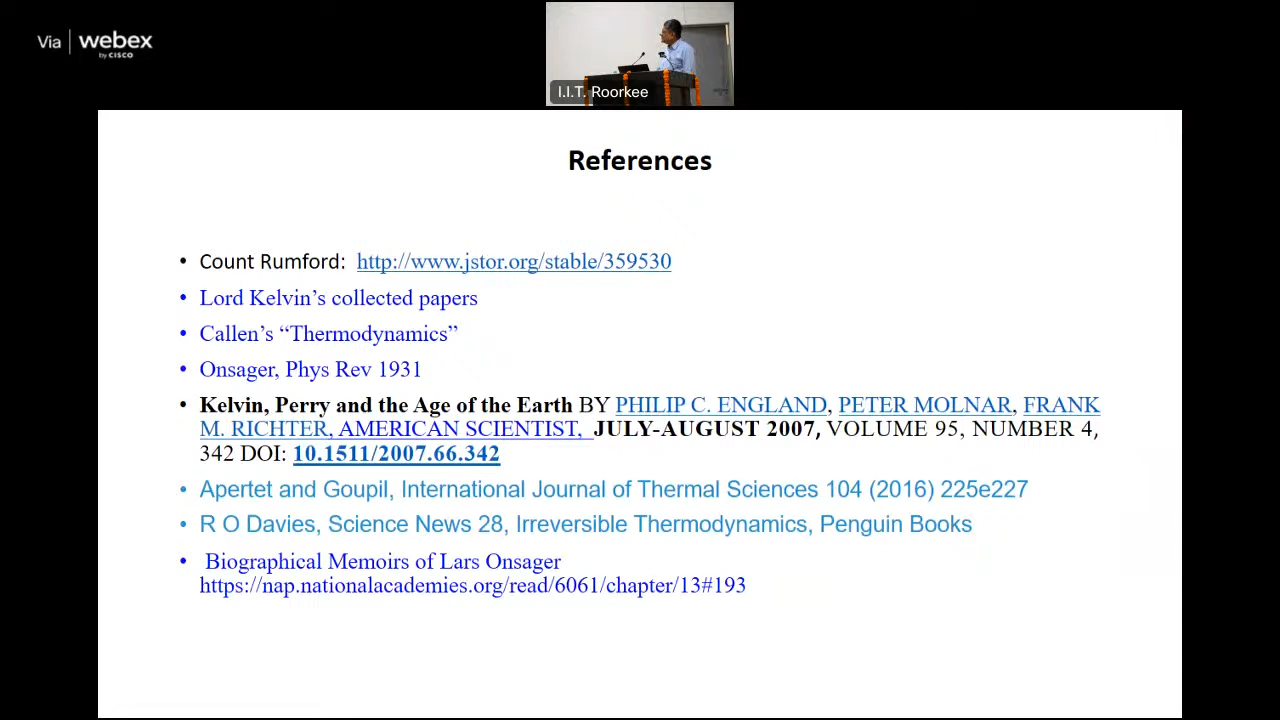 Via webex
by CISCO
I.I.T. Roorkee
References
• Count Rumford: http://www.jstor.org/stable/359530
• Lord Kelvin’s collected papers
• Callen’s “Thermodynamics”
• Onsager, Phys Rev 1931
• Kelvin, Perry and the Age of the Earth BY PHILIP C. ENGLAND, PETER MOLNAR, FRANK
M. RICHTER, AMERICAN SCIENTIST, JULY-AUGUST 2007, VOLUME 95, NUMBER 4,
342 DOI: 10.1511/2007.66.342
• Apertet and Goupil, International Journal of Thermal Sciences 104 (2016) 225e227
• R O Davies, Science News 28, Irreversible Thermodynamics, Penguin Books
• Biographical Memoirs of Lars Onsager
https://nap.nationalacademies.org/read/6061/chapter/13#193